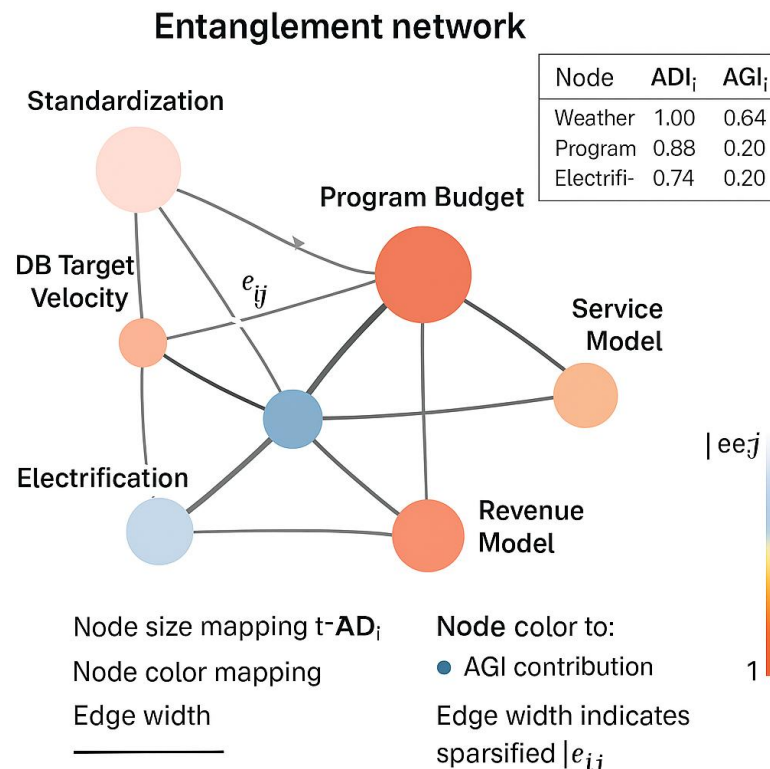 Entanglement network
Node ADIi AGIi
Weather 1.00 0.64
Program 0.88 0.20
Electrifi- 0.74 0.20
Standardization
Program Budget
DB Target
Velocity
eij
Service
Model
Electrification
|ee:j
Revenue
Model
1
Node size mapping t-ADi
Node color mapping
Edge width
Node color to:
AGI contribution
Edge width indicates
sparsified |eij